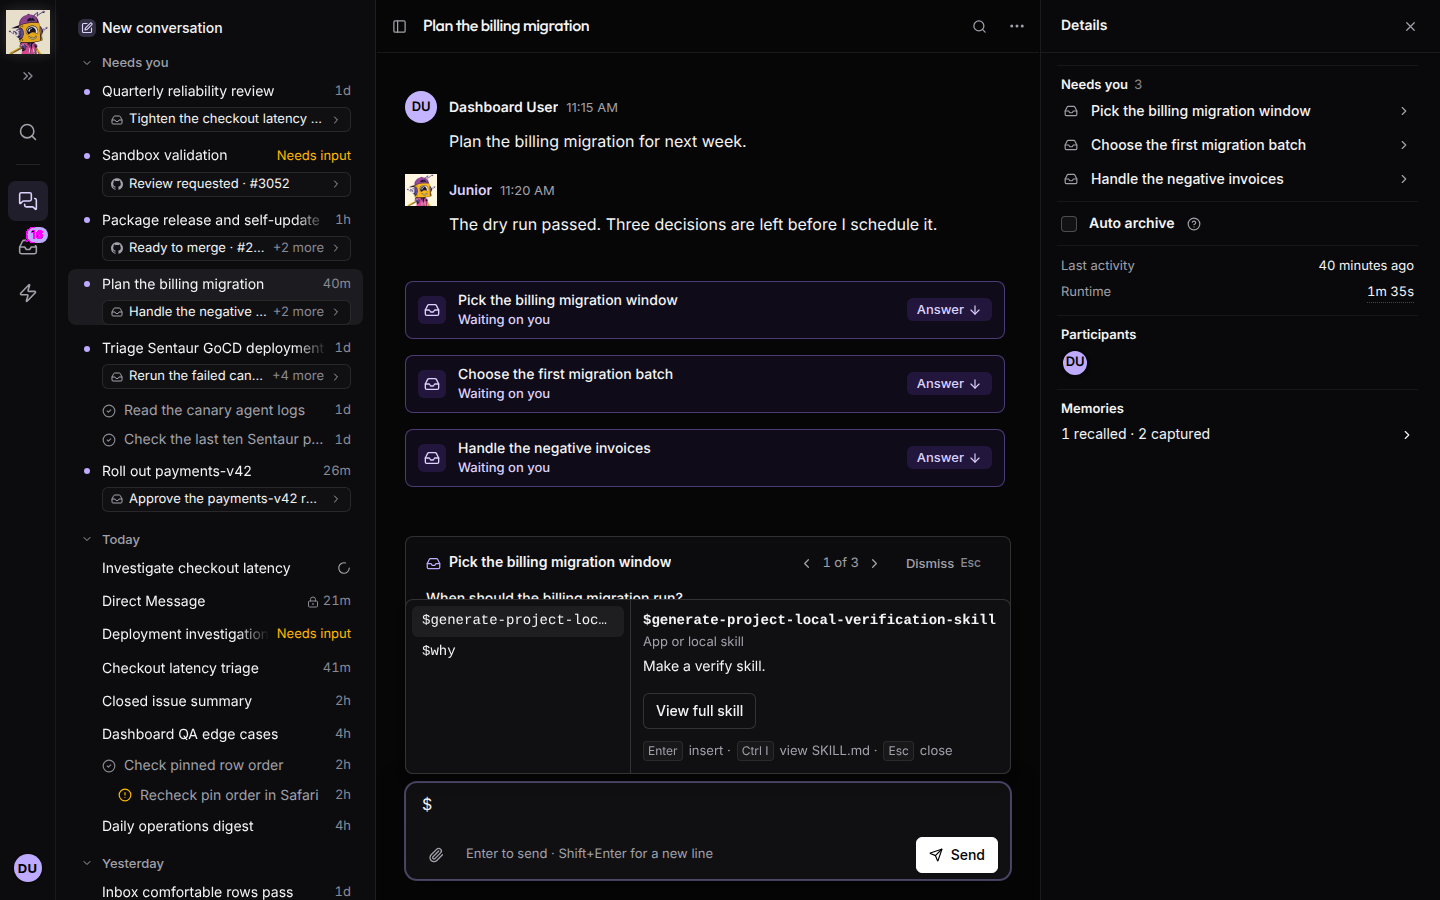 New conversation
Needs you
Quarterly reliability review 1d
Tighten the checkout latency ...
Sandbox validation Needs input
Review requested · #3052
Package release and self-update 1h
Ready to merge · #2... +2 more
Plan the billing migration 40m
Handle the negative ... +2 more
Triage Sentaur GoCD deployment 1d
Rerun the failed can... +4 more
Read the canary agent logs 1d
Check the last ten Sentaur p... 1d
Roll out payments-v42 26m
Approve the payments-v42 r...
Today
Investigate checkout latency
Direct Message 21m
Deployment investigation Needs input
Checkout latency triage 41m
Closed issue summary 2h
Dashboard QA edge cases 4h
Check pinned row order 2h
Recheck pin order in Safari 2h
Daily operations digest 4h
Yesterday
Inbox comfortable rows pass 1d
DU
Plan the billing migration
DU Dashboard User 11:15 AM
Plan the billing migration for next week.
Junior 11:20 AM
The dry run passed. Three decisions are left before I schedule it.
Pick the billing migration window
Waiting on you
Answer ↓
Choose the first migration batch
Waiting on you
Answer ↓
Handle the negative invoices
Waiting on you
Answer ↓
Pick the billing migration window 1 of 3 Dismiss Esc
When should the billing migration run?
$generate-project-loc...
$why
$generate-project-local-verification-skill
App or local skill
Make a verify skill.
View full skill
Enter insert · Ctrl I view SKILL.md · Esc close
$
Enter to send · Shift+Enter for a new line
Send
Details
Needs you 3
Pick the billing migration window
Choose the first migration batch
Handle the negative invoices
Auto archive
Last activity 40 minutes ago
Runtime 1m 35s
Participants
DU
Memories
1 recalled · 2 captured